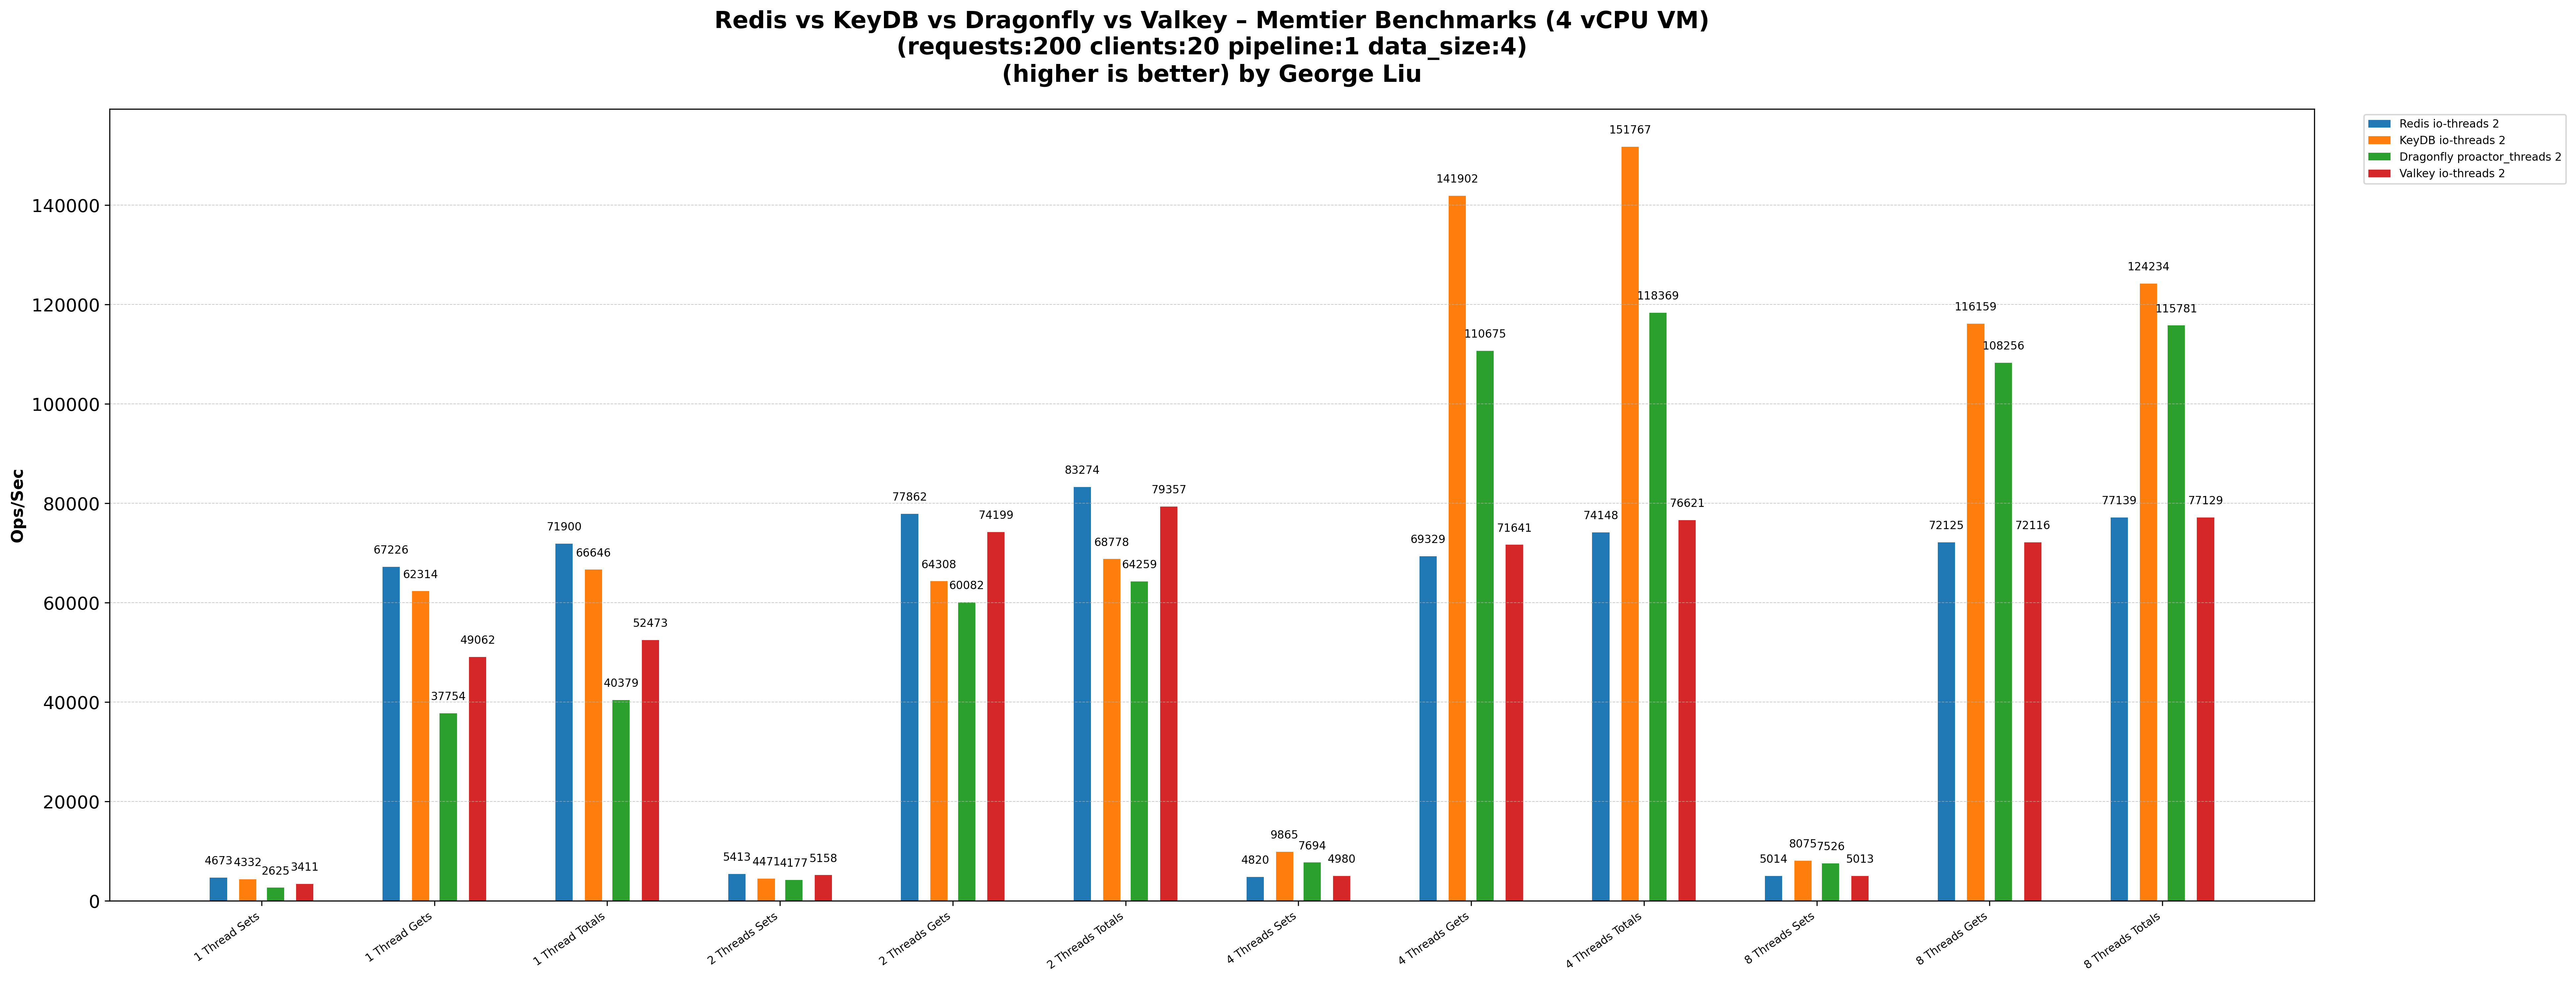 Redis vs KeyDB vs Dragonfly vs Valkey – Memtier Benchmarks (4 vCPU VM)
(requests:200 clients:20 pipeline:1 data_size:4)
(higher is better) by George Liu
Redis io-threads 2
KeyDB io-threads 2
Dragonfly proactor_threads 2
Valkey io-threads 2
Ops/Sec
140000
120000
100000
80000
60000
40000
20000
0
4673
4332
2625
3411
67226
62314
37754
49062
71900
66646
40379
52473
5413
4471
4177
5158
77862
64308
60082
74199
83274
68778
64259
79357
4820
9865
7694
4980
69329
141902
110675
71641
74148
151767
118369
76621
5014
8075
7526
5013
72125
116159
108256
72116
77139
124234
115781
77129
1 Thread Sets
1 Thread Gets
1 Thread Totals
2 Threads Sets
2 Threads Gets
2 Threads Totals
4 Threads Sets
4 Threads Gets
4 Threads Totals
8 Threads Sets
8 Threads Gets
8 Threads Totals